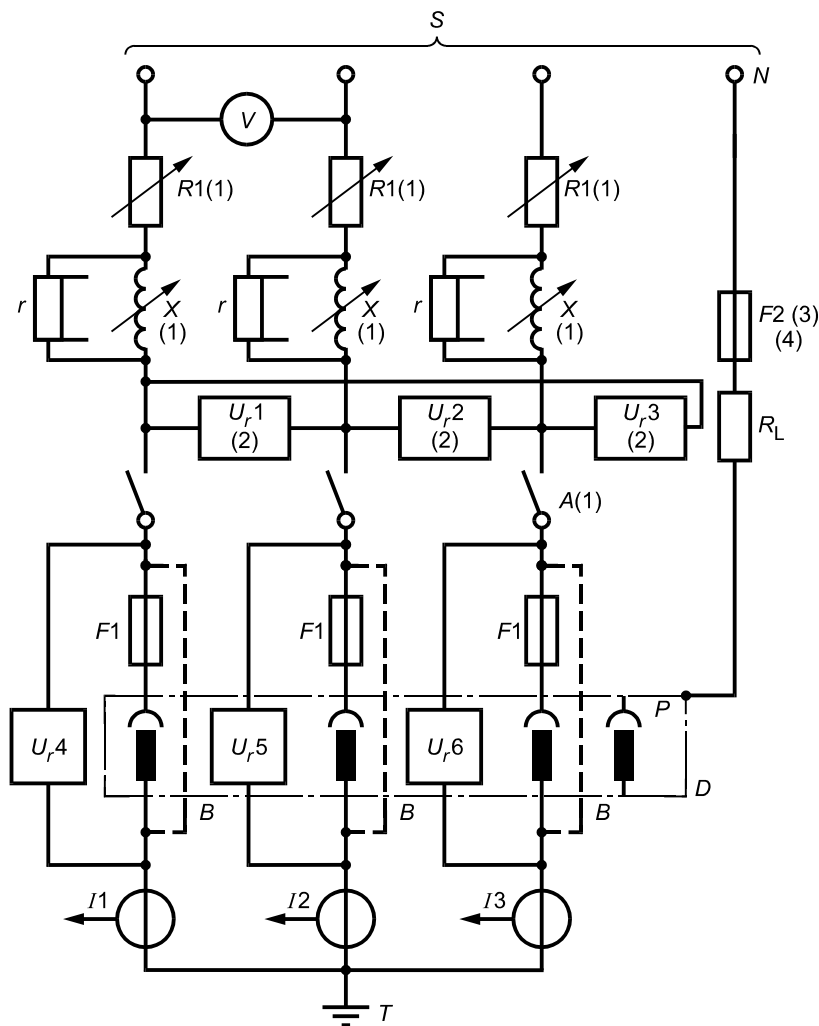 S
N
V
R1(1)
R1(1)
R1(1)
r
X
(1)
r
X
(1)
r
X
(1)
F2 (3)
(4)
Ur1
(2)
Ur2
(2)
Ur3
(2)
RL
A(1)
F1
F1
F1
P
Ur4
Ur5
Ur6
B
B
B
D
I1
I2
I3
T